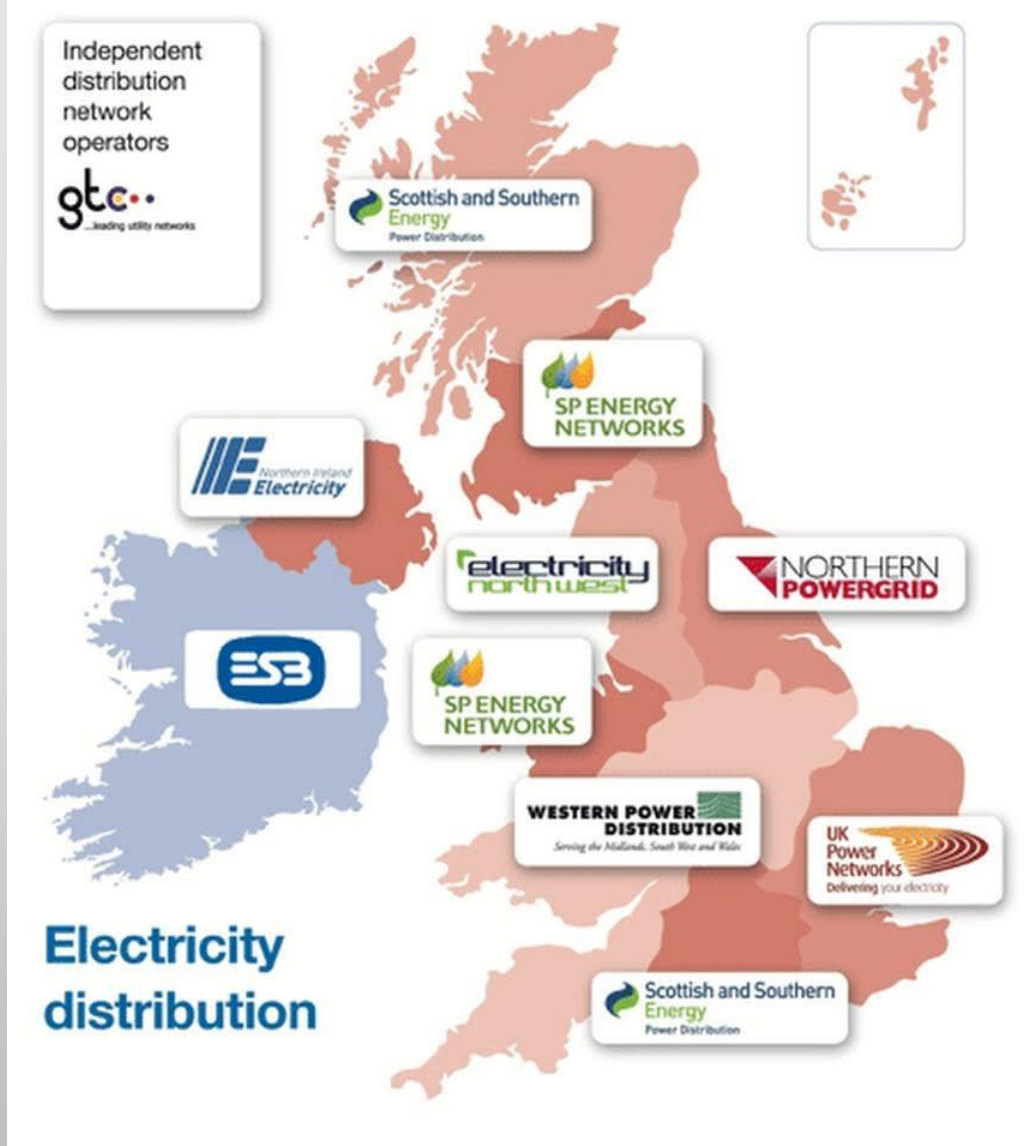 Independent
distribution
network
operators
gtc
...leading utility networks
Scottish and Southern
Energy
Power Distribution
SP ENERGY
NETWORKS
Northern Ireland
Electricity
electricity
north west
NORTHERN
POWERGRID
ESB
SP ENERGY
NETWORKS
WESTERN POWER
DISTRIBUTION
Serving the Midlands, South West and Wales
UK
Power
Networks
Delivering your electricity
Electricity
distribution
Scottish and Southern
Energy
Power Distribution